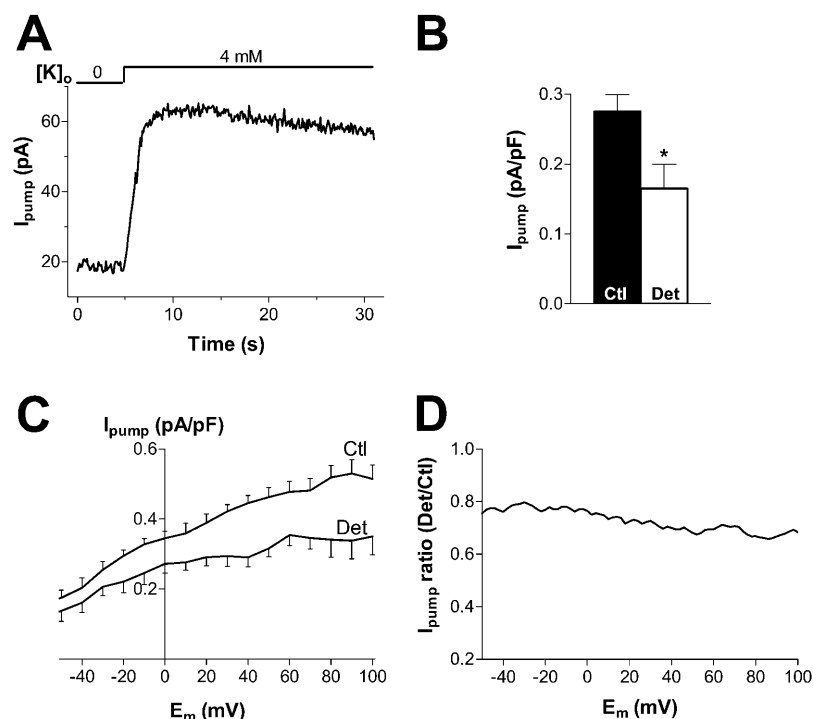 A
[K]o 0 4 mM
Ipump (pA)
60
40
20
0 10 20 30
Time (s)
B
Ipump (pA/pF)
0.3
0.2
0.1
0.0
*
Ctl Det
C
Ipump (pA/pF)
0.6
0.4
0.2
Ctl
Det
-40 -20 0 20 40 60 80 100
Em (mV)
D
Ipump ratio (Det/Ctl)
1.0
0.8
0.6
0.4
0.2
-40 -20 0 20 40 60 80 100
Em (mV)